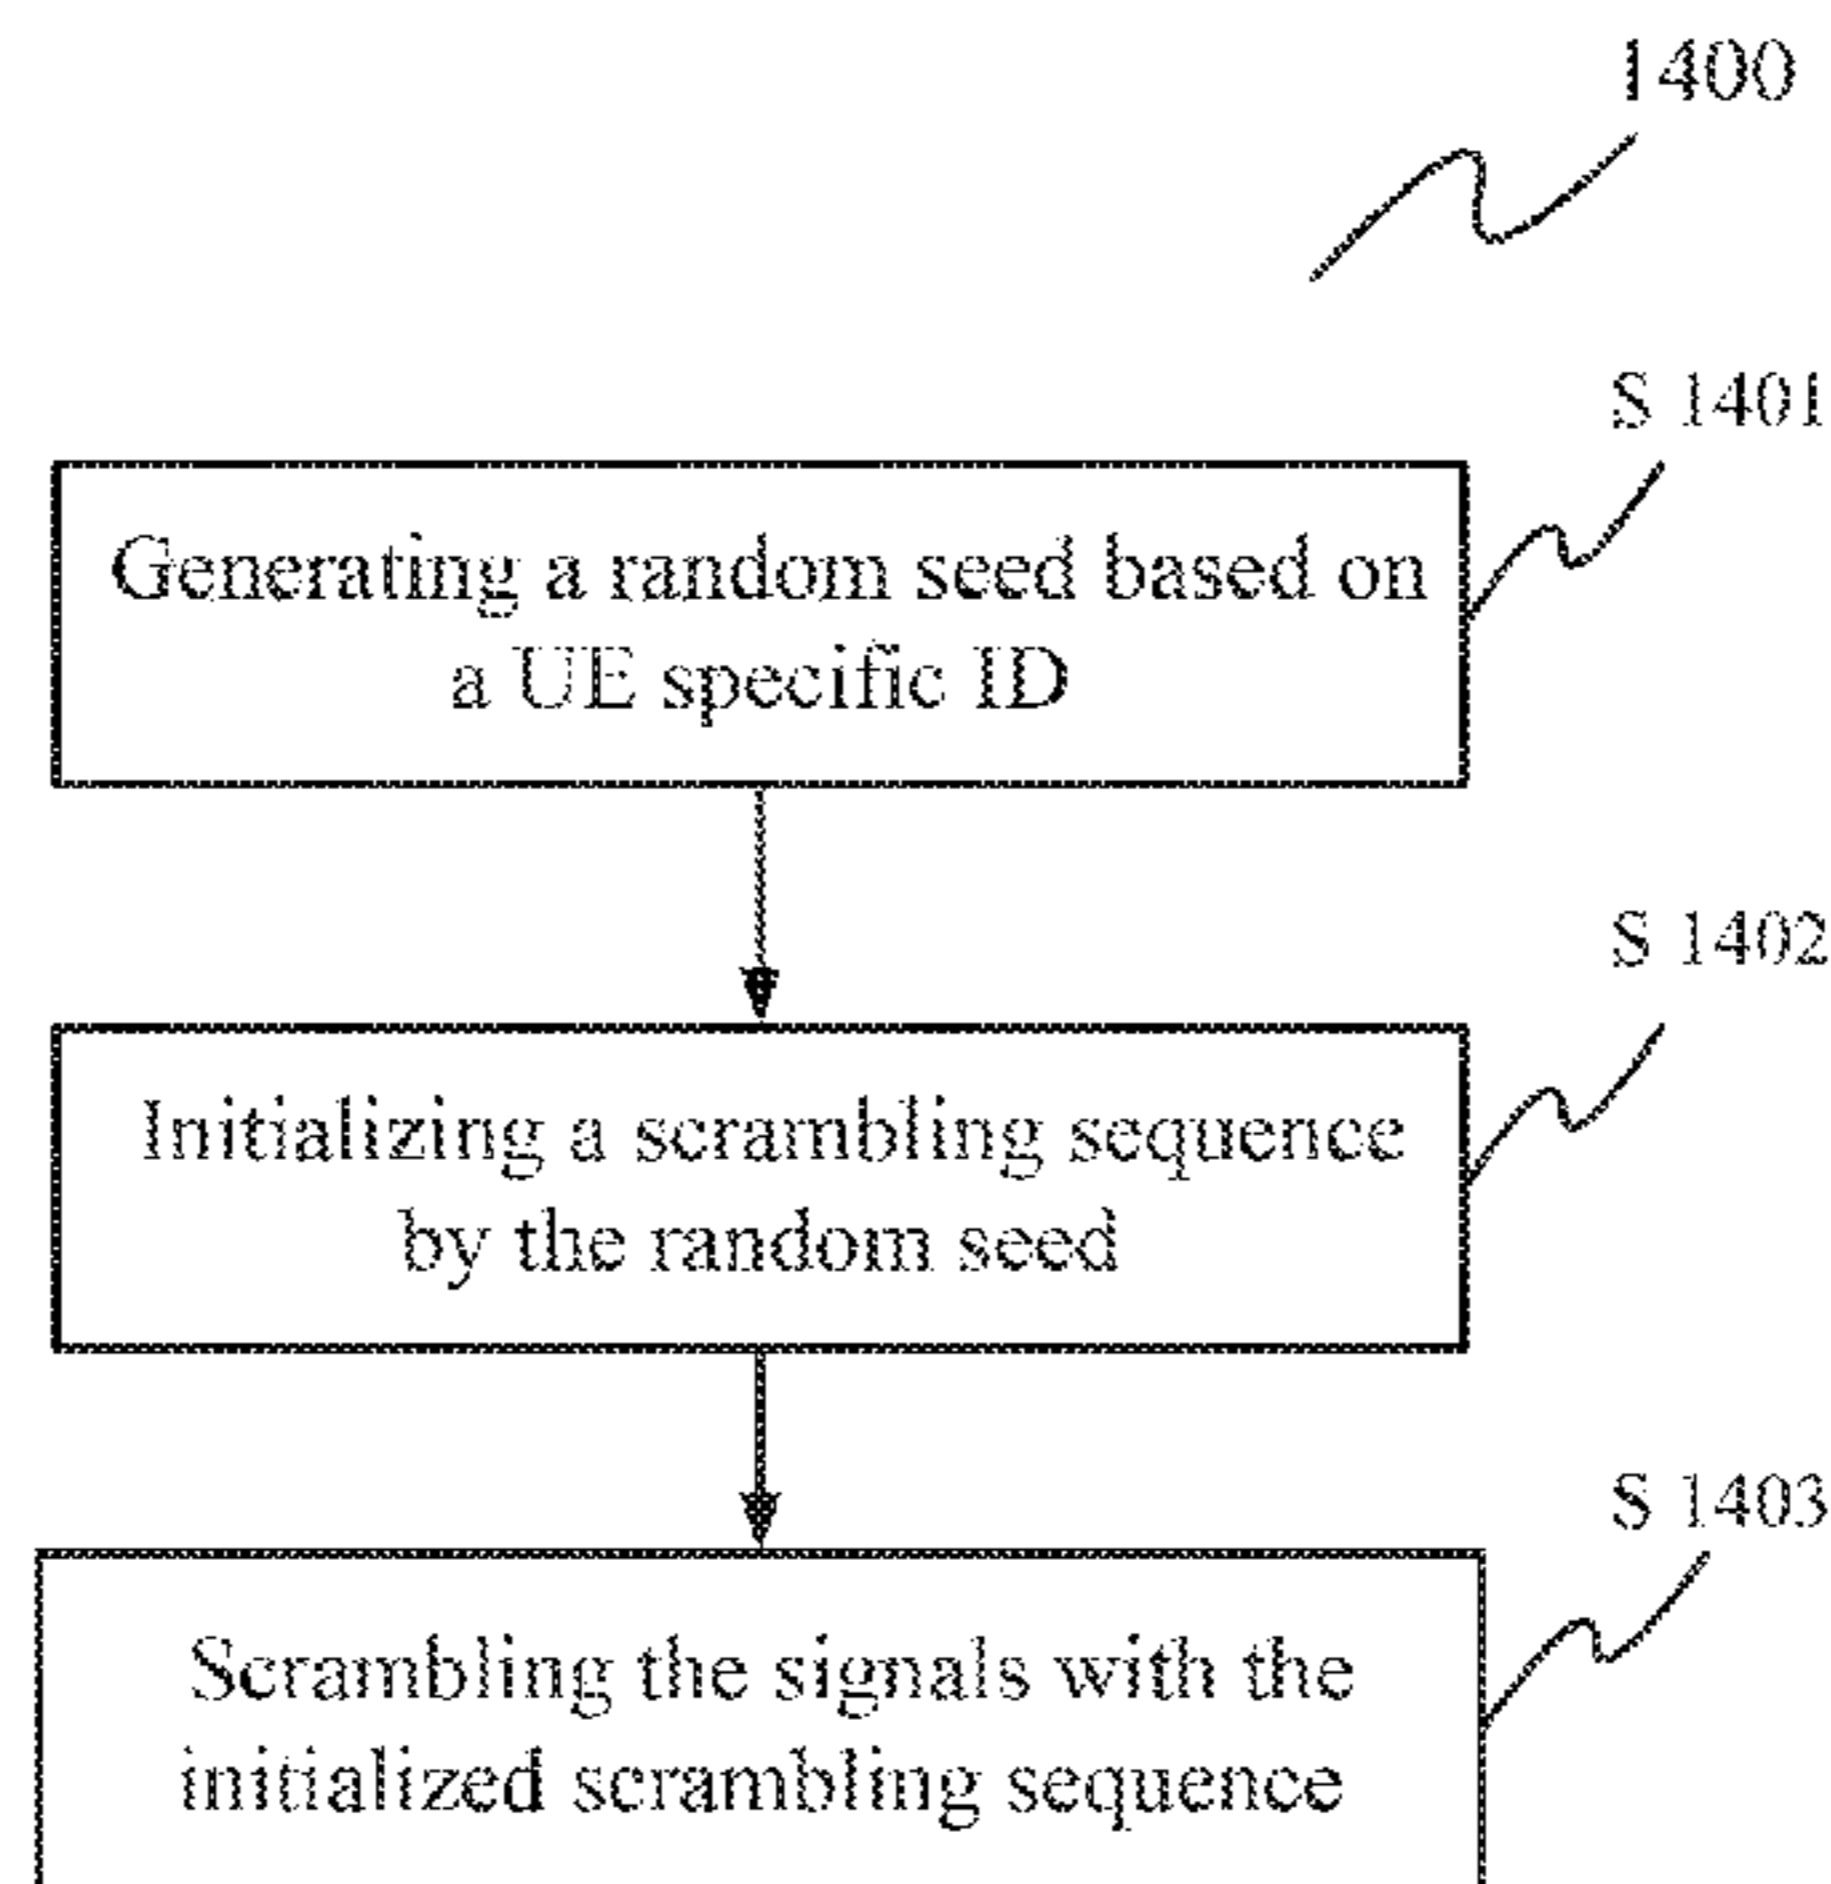 1400
S 1401
Generating a random seed based on
a UE specific ID
S 1402
Initializing a scrambling sequence
by the random seed
S 1403
Scrambling the signals with the
initialized scrambling sequence